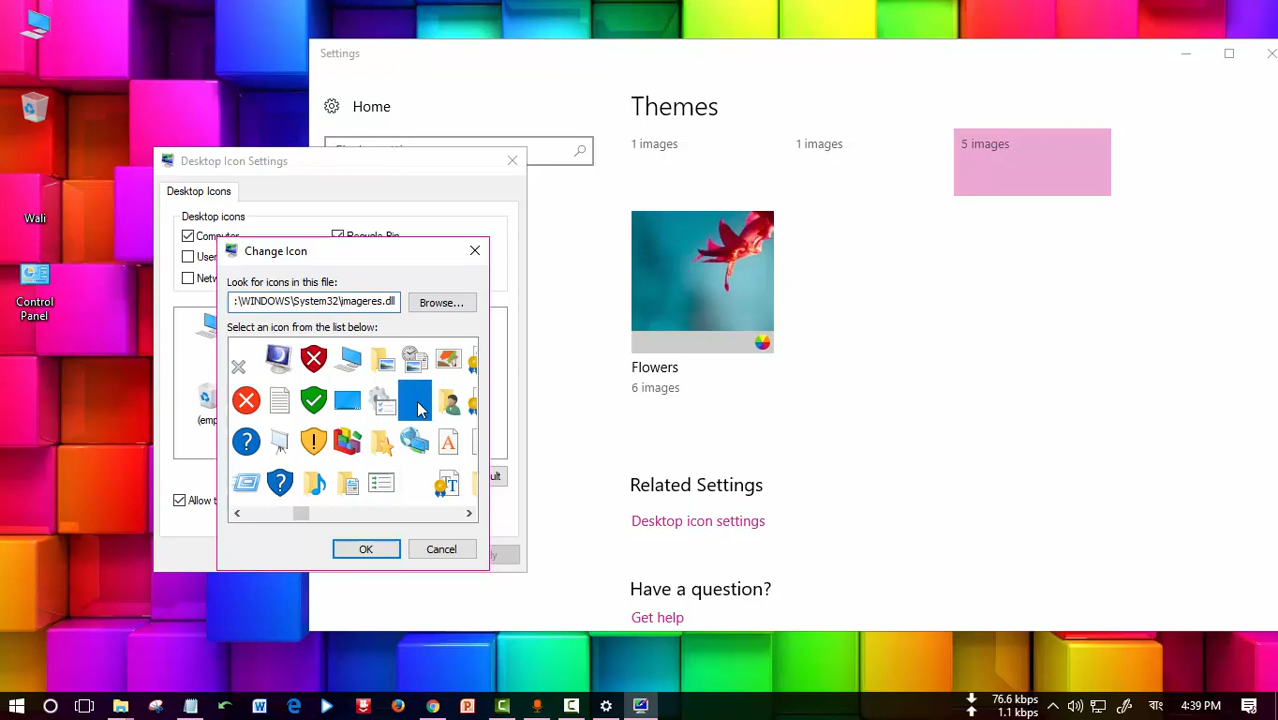 Settings
Home
Themes
1 images
1 images
5 images
Flowers
6 images
Related Settings
Desktop icon settings
Have a question?
Get help
Desktop Icon Settings
Desktop Icons
Desktop icons
Computer
Recycle Bin
Change Icon
Look for icons in this file:
:\WINDOWS\System32\imageres.dll
Browse...
Select an icon from the list below:
OK
Cancel
Wali
Control
Panel
76.6 kbps
1.1 kbps
বাং
4:39 PM